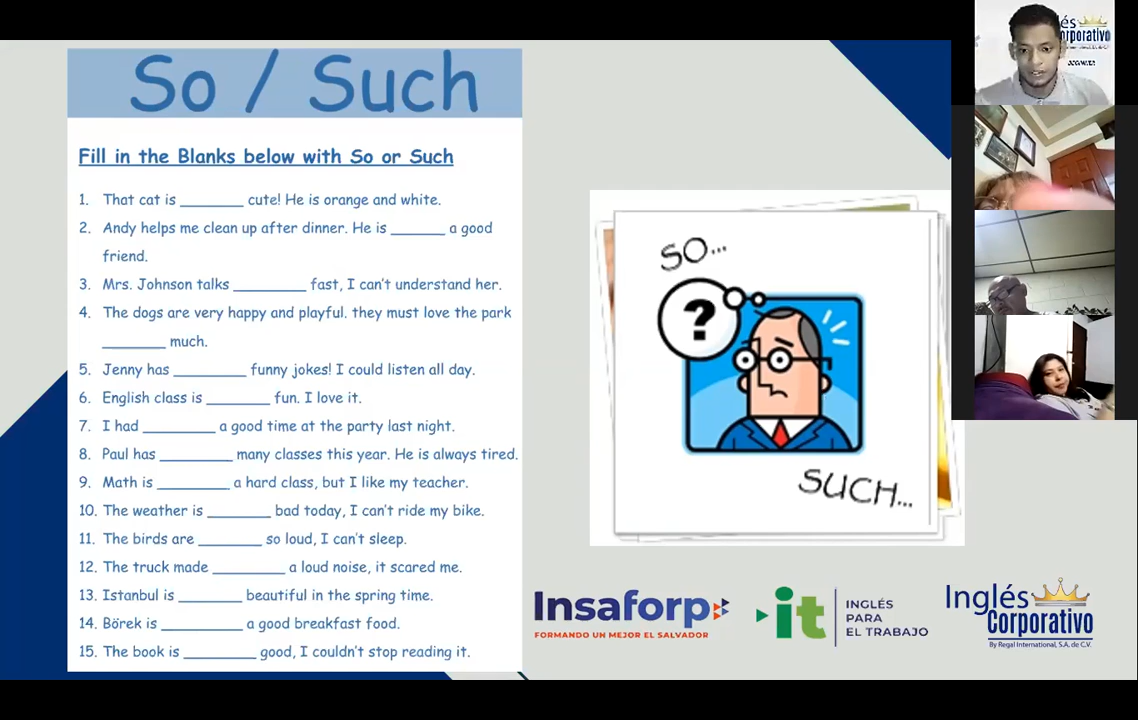 So / Such
Fill in the Blanks below with So or Such
1. That cat is _______ cute! He is orange and white.
2. Andy helps me clean up after dinner. He is ______ a good
friend.
3. Mrs. Johnson talks ________ fast, I can't understand her.
4. The dogs are very happy and playful. they must love the park
_______ much.
5. Jenny has ________ funny jokes! I could listen all day.
6. English class is _______ fun. I love it.
7. I had ________ a good time at the party last night.
8. Paul has ________ many classes this year. He is always tired.
9. Math is ________ a hard class, but I like my teacher.
10. The weather is _______ bad today, I can't ride my bike.
11. The birds are _______ so loud, I can't sleep.
12. The truck made ________ a loud noise, it scared me.
13. Istanbul is _______ beautiful in the spring time.
14. Börek is _________ a good breakfast food.
15. The book is ________ good, I couldn't stop reading it.
SO...
?
SUCH...
Insaforp
FORMANDO UN MEJOR EL SALVADOR
it
INGLÉS
PARA
EL TRABAJO
Inglés
Corporativo
By Regal International, S.A. de C.V.
és
Corporativo